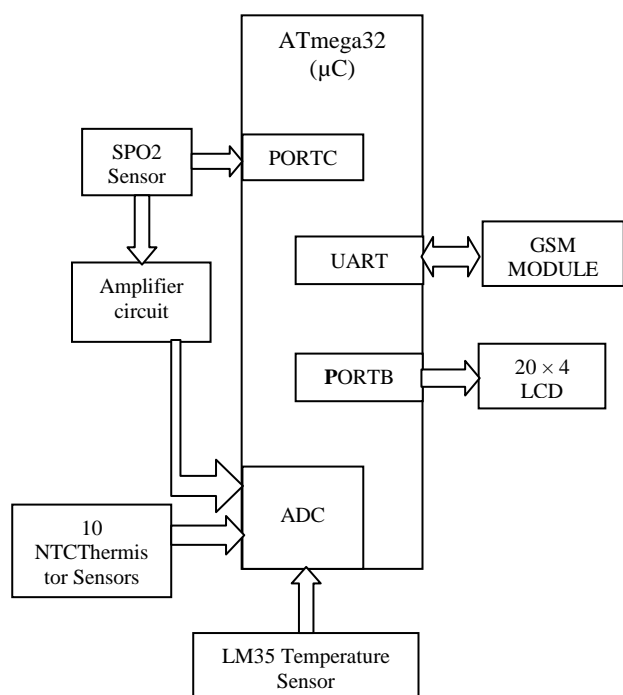 ATmega32
(µC)
SPO2
Sensor
PORTC
UART
GSM
MODULE
Amplifier
circuit
PORTB
20 × 4
LCD
ADC
10
NTCThermis
tor Sensors
LM35 Temperature
Sensor